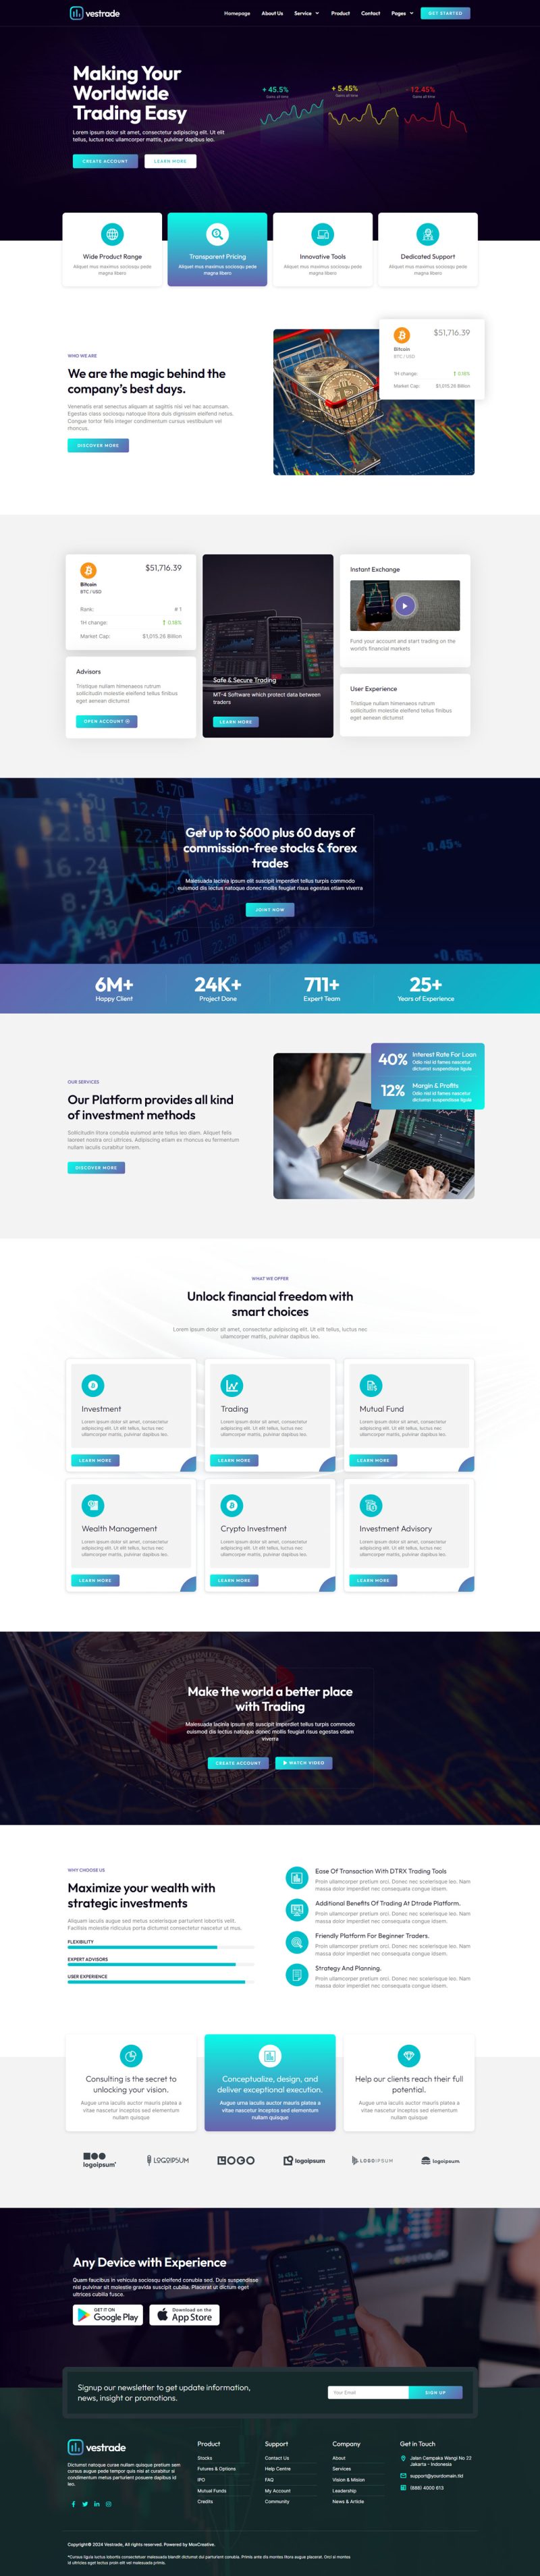 vestrade
Homepage About Us Service Product Contact Pages GET STARTED
Making Your
Worldwide
Trading Easy
Lorem ipsum dolor sit amet, consectetur adipiscing elit. Ut elit
tellus, luctus nec ullamcorper mattis, pulvinar dapibus leo.
CREATE ACCOUNT LEARN MORE
+ 45.5%
Gains all time
+ 5.45%
Gains all time
- 12.45%
Gains all time
Wide Product Range
Aliquet mus maximus sociosqu pede
magna libero
Transparent Pricing
Aliquet mus maximus sociosqu pede
magna libero
Innovative Tools
Aliquet mus maximus sociosqu pede
magna libero
Dedicated Support
Aliquet mus maximus sociosqu pede
magna libero
WHO WE ARE
We are the magic behind the
company's best days.
Venenatis erat senectus aliquam at sagittis nisl vel hac accumsan.
Egestas class sociosqu natoque litora duis dignissim eleifend netus.
Congue tortor felis integer condimentum cursus vestibulum vel
rhoncus.
DISCOVER MORE
$51,716.39
Bitcoin
BTC / USD
1H change: 0.18%
Market Cap: $1,015.26 Billion
$51,716.39
Bitcoin
BTC / USD
Rank: # 1
1H change: 0.18%
Market Cap: $1,015.26 Billion
Advisors
Tristique nullam himenaeos rutrum
sollicitudin molestie eleifend tellus finibus
eget aenean dictumst
OPEN ACCOUNT
Safe & Secure Trading
MT-4 Software which protect data between
traders
LEARN MORE
Instant Exchange
Fund your account and start trading on the
world's financial markets
User Experience
Tristique nullam himenaeos rutrum
sollicitudin molestie eleifend tellus finibus
eget aenean dictumst
Get up to $600 plus 60 days of
commission-free stocks & forex
trades
Malesuada lacinia ipsum elit suscipit imperdiet tellus turpis commodo
euismod dis lectus natoque donec mollis feugiat risus egestas etiam viverra
JOINT NOW
8.70
12.47
22.40
14.70
-0.45%
+0.65%
-0.65%
6M+
Happy Client
24K+
Project Done
711+
Expert Team
25+
Years of Experience
OUR SERVICES
Our Platform provides all kind
of investment methods
Sollicitudin litora conubia euismod ante tellus leo diam. Aliquet felis
laoreet nostra orci ultrices. Adipiscing etiam ex rhoncus eu fermentum
nullam iaculis curabitur lorem.
DISCOVER MORE
40% Interest Rate For Loan
Odio nisl id fames nascetur
dictumst suspendisse ligula
12% Margin & Profits
Odio nisl id fames nascetur
dictumst suspendisse ligula
WHAT WE OFFER
Unlock financial freedom with
smart choices
Lorem ipsum dolor sit amet, consectetur adipiscing elit. Ut elit tellus, luctus nec
ullamcorper mattis, pulvinar dapibus leo.
Investment
Lorem ipsum dolor sit amet, consectetur
adipiscing elit. Ut elit tellus, luctus nec
ullamcorper mattis, pulvinar dapibus leo.
LEARN MORE
Trading
Lorem ipsum dolor sit amet, consectetur
adipiscing elit. Ut elit tellus, luctus nec
ullamcorper mattis, pulvinar dapibus leo.
LEARN MORE
Mutual Fund
Lorem ipsum dolor sit amet, consectetur
adipiscing elit. Ut elit tellus, luctus nec
ullamcorper mattis, pulvinar dapibus leo.
LEARN MORE
Wealth Management
Lorem ipsum dolor sit amet, consectetur
adipiscing elit. Ut elit tellus, luctus nec
ullamcorper mattis, pulvinar dapibus leo.
LEARN MORE
Crypto Investment
Lorem ipsum dolor sit amet, consectetur
adipiscing elit. Ut elit tellus, luctus nec
ullamcorper mattis, pulvinar dapibus leo.
LEARN MORE
Investment Advisory
Lorem ipsum dolor sit amet, consectetur
adipiscing elit. Ut elit tellus, luctus nec
ullamcorper mattis, pulvinar dapibus leo.
LEARN MORE
Make the world a better place
with Trading
Malesuada lacinia ipsum elit suscipit imperdiet tellus turpis commodo
euismod dis lectus natoque donec mollis feugiat risus egestas etiam
viverra
CREATE ACCOUNT WATCH VIDEO
WHY CHOOSE US
Maximize your wealth with
strategic investments
Aliquam iaculis augue sed metus scelerisque parturient lobortis velit.
Facilisis molestie ridiculus porta dictumst consectetur nascetur ut mus.
FLEXIBILITY
EXPERT ADVISORS
USER EXPERIENCE
Ease Of Transaction With DTRX Trading Tools
Proin ullamcorper pretium orci. Donec nec scelerisque leo. Nam
massa dolor imperdiet nec consequata congue idsem.
Additional Benefits Of Trading At Dtrade Platform.
Proin ullamcorper pretium orci. Donec nec scelerisque leo. Nam
massa dolor imperdiet nec consequata congue idsem.
Friendly Platform For Beginner Traders.
Proin ullamcorper pretium orci. Donec nec scelerisque leo. Nam
massa dolor imperdiet nec consequata congue idsem.
Strategy And Planning.
Proin ullamcorper pretium orci. Donec nec scelerisque leo. Nam
massa dolor imperdiet nec consequata congue idsem.
Consulting is the secret to
unlocking your vision.
Augue urna iaculis auctor mauris platea a
vitae nascetur inceptos sed elementum
nullam quisque
Conceptualize, design, and
deliver exceptional execution.
Augue urna iaculis auctor mauris platea a
vitae nascetur inceptos sed elementum
nullam quisque
Help our clients reach their full
potential.
Augue urna iaculis auctor mauris platea a
vitae nascetur inceptos sed elementum
nullam quisque
logoipsum
LOGOIPSUM
LOGO
logoipsum
LOGOIPSUM
logoipsum
Any Device with Experience
Quam faucibus in vehicula sociosqu eleifend conubia sed. Duis suspendisse
nisl pulvinar sit molestie gravida suscipit cubilia. Placerat ut dictum eget
ultrices cubilia fusce.
GET IT ON
Google Play
Download on the
App Store
Signup our newsletter to get update information,
news, insight or promotions.
Your Email SIGN UP
vestrade
Dictumst natoque curae nullam quisque pretium sem
cursus augue pede tempor quis nisi at curabitur si
condimentum metus parturient posuere dapibus id
leo.
Product
Stocks
Futures & Options
IPO
Mutual Funds
Credits
Support
Contact Us
Help Centre
FAQ
My Account
Community
Company
About
Services
Vision & Mision
Leadership
News & Article
Get in Touch
Jalan Cempaka Wangi No 22
Jakarta - Indonesia
support@yourdomain.tld
(888) 4000 613
Copyright© 2024 Vestrade, All rights reserved. Powered by MoxCreative.